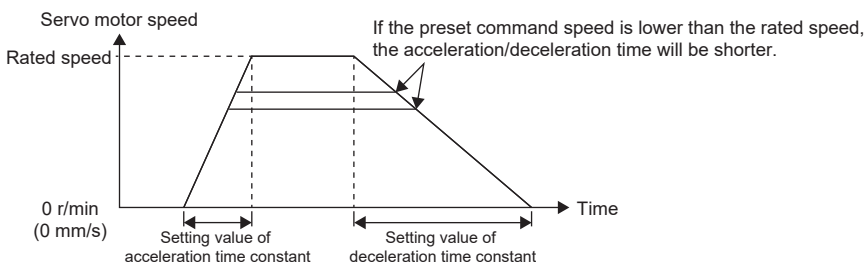 Servo motor speed
If the preset command speed is lower than the rated speed,
the acceleration/deceleration time will be shorter.
Rated speed
0 r/min
(0 mm/s)
Time
Setting value of
acceleration time constant
Setting value of
deceleration time constant